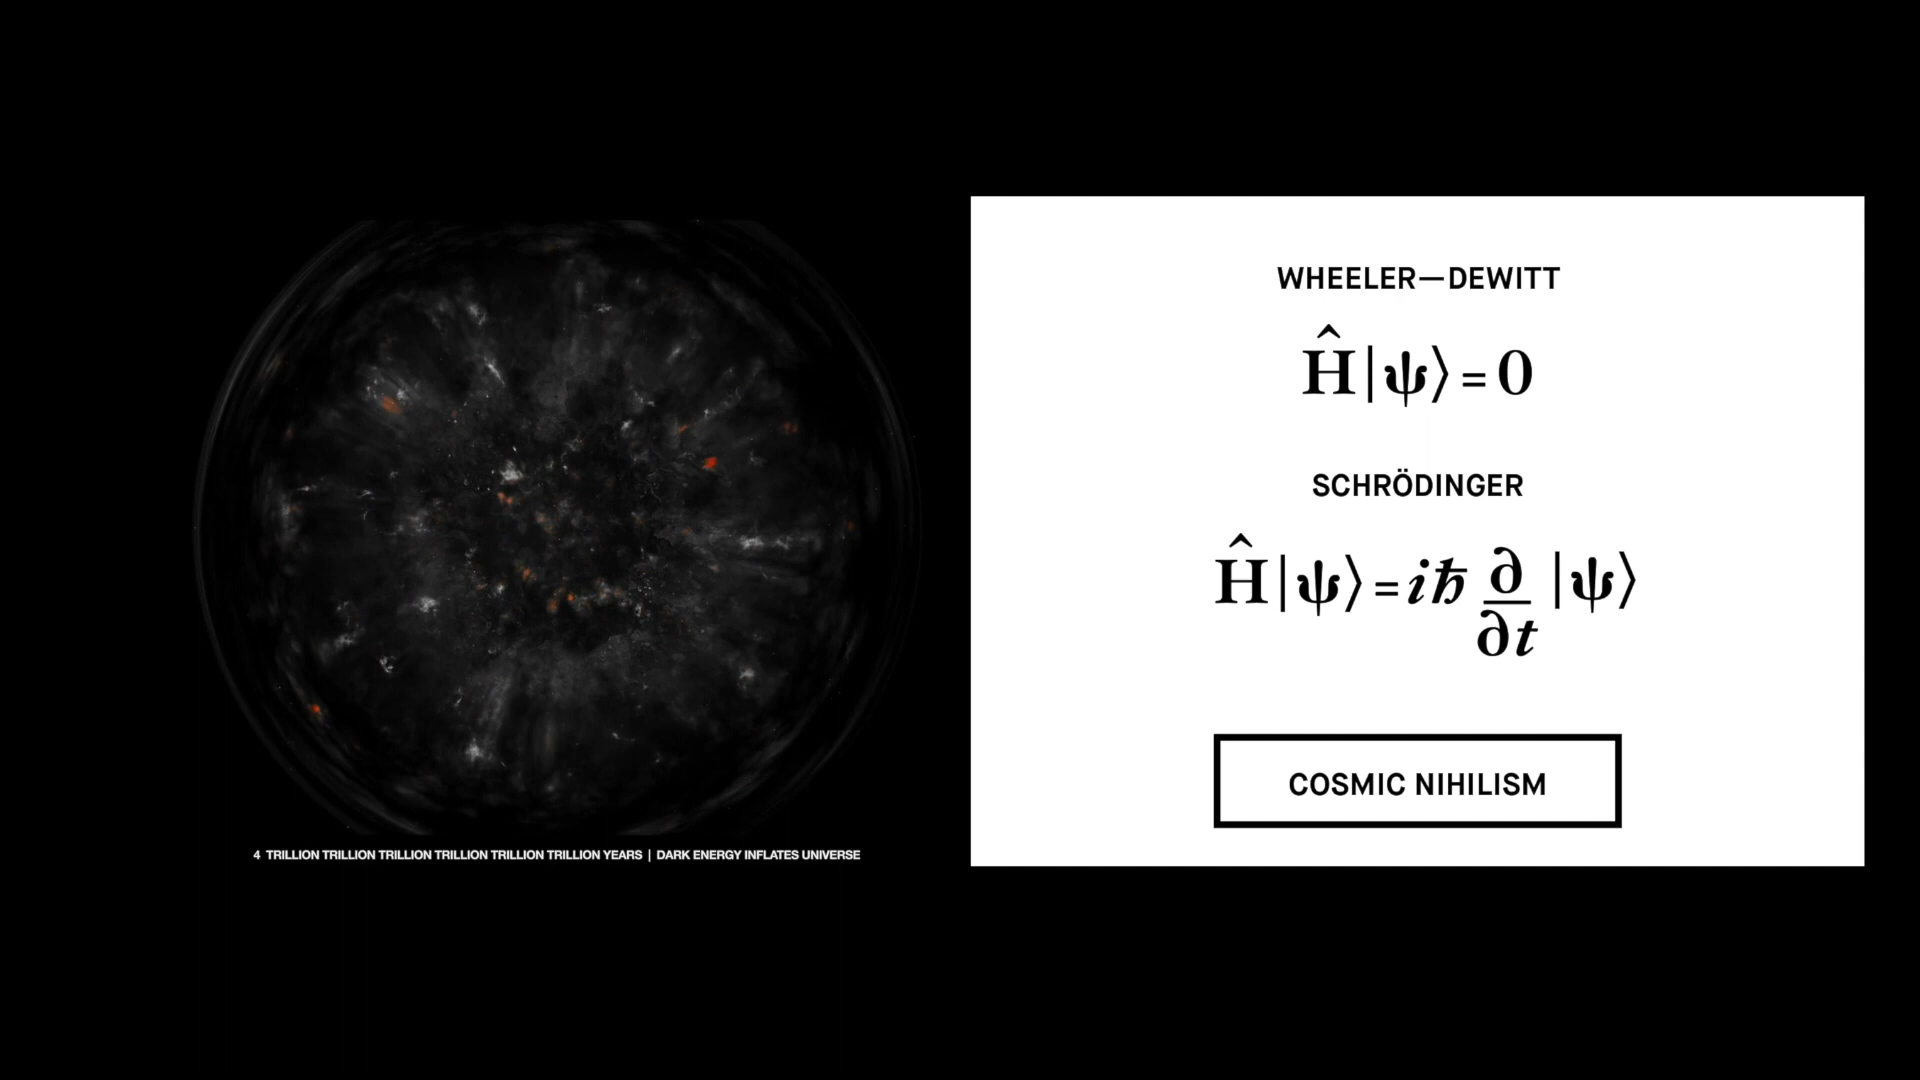 4 TRILLION TRILLION TRILLION TRILLION TRILLION TRILLION YEARS | DARK ENERGY INFLATES UNIVERSE
WHEELER—DEWITT
Ĥ|ψ⟩=0
SCHRÖDINGER
Ĥ|ψ⟩=iℏ ∂/∂t |ψ⟩
COSMIC NIHILISM